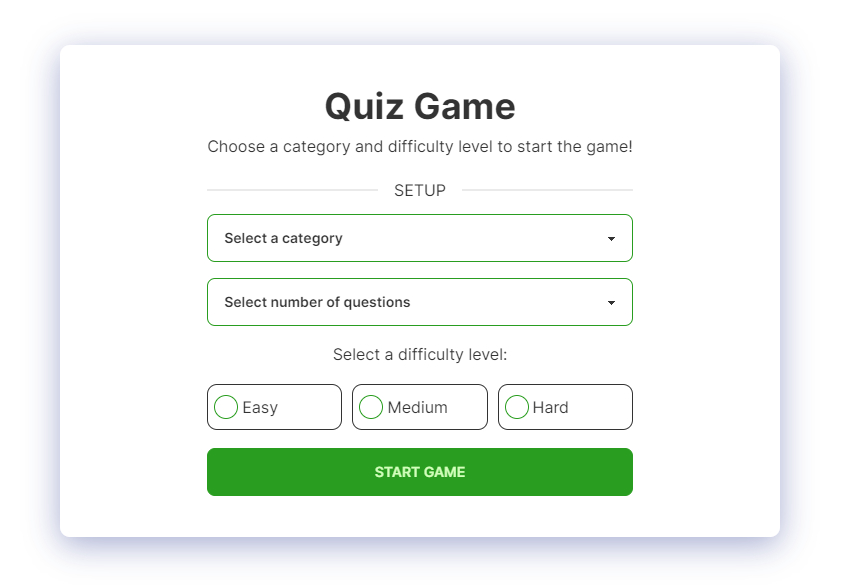 Quiz Game
Choose a category and difficulty level to start the game!
SETUP
Select a category
Select number of questions
Select a difficulty level:
Easy Medium Hard
START GAME